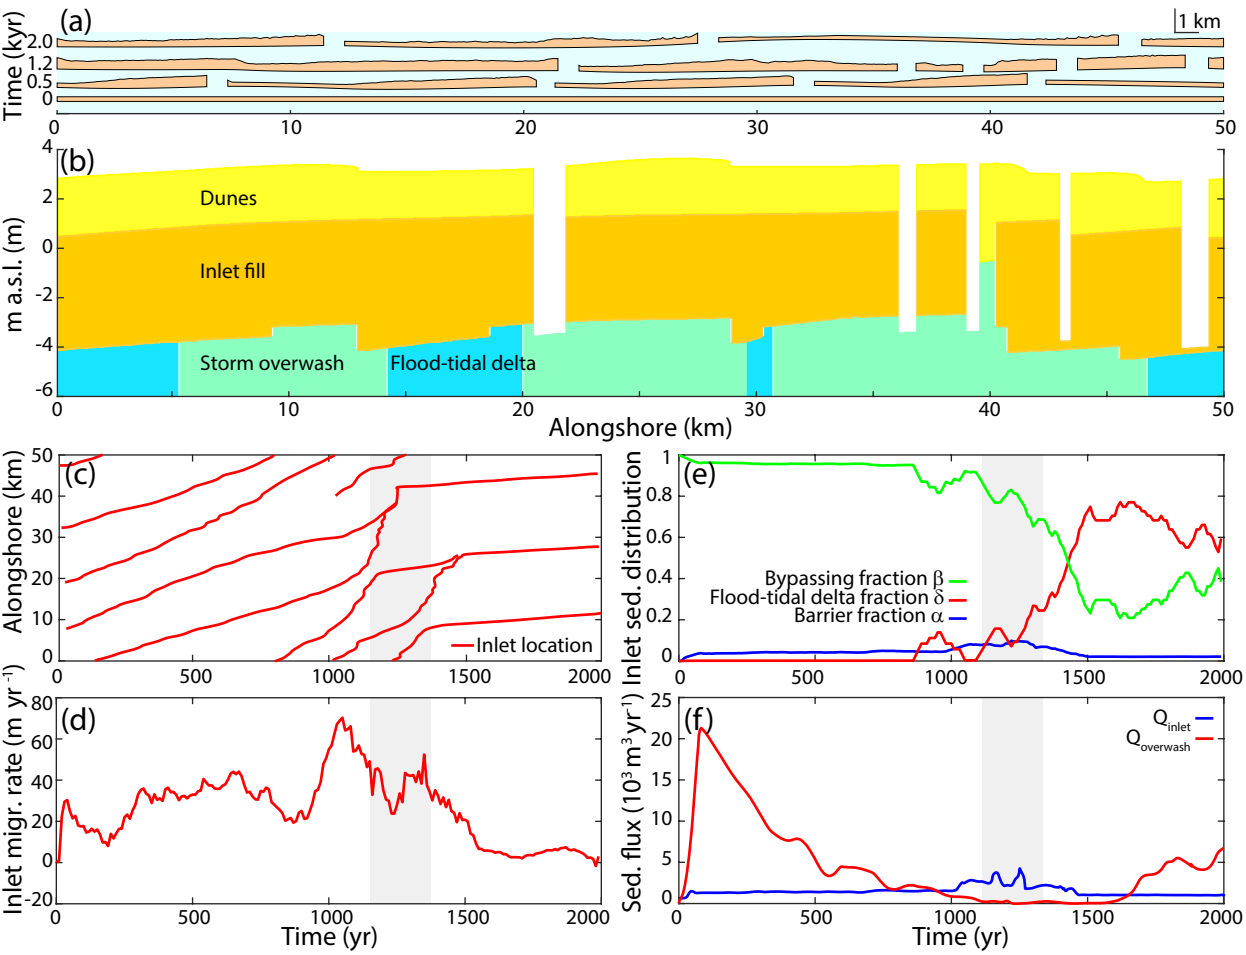 (a)
1 km
Time (kyr)
2.0
1.2
0.5
0
0 10 20 30 40 50
(b)
m a.s.l. (m)
4
2
0
-2
-4
-6
Dunes
Inlet fill
Storm overwash
Flood-tidal delta
0 10 20 30 40 50
Alongshore (km)
(c)
Alongshore (km)
50
40
30
20
10
0
Inlet location
0 500 1000 1500 2000
(e)
Inlet sed. distribution
1
0.8
0.6
0.4
0.2
0
Bypassing fraction β
Flood-tidal delta fraction δ
Barrier fraction α
0 500 1000 1500 2000
(d)
Inlet migr. rate (m yr⁻¹)
80
60
40
20
0
-20
0 500 1000 1500 2000
Time (yr)
(f)
Sed. flux (10³ m³ yr⁻¹)
25
20
15
10
5
0
Qinlet
Qoverwash
0 500 1000 1500 2000
Time (yr)